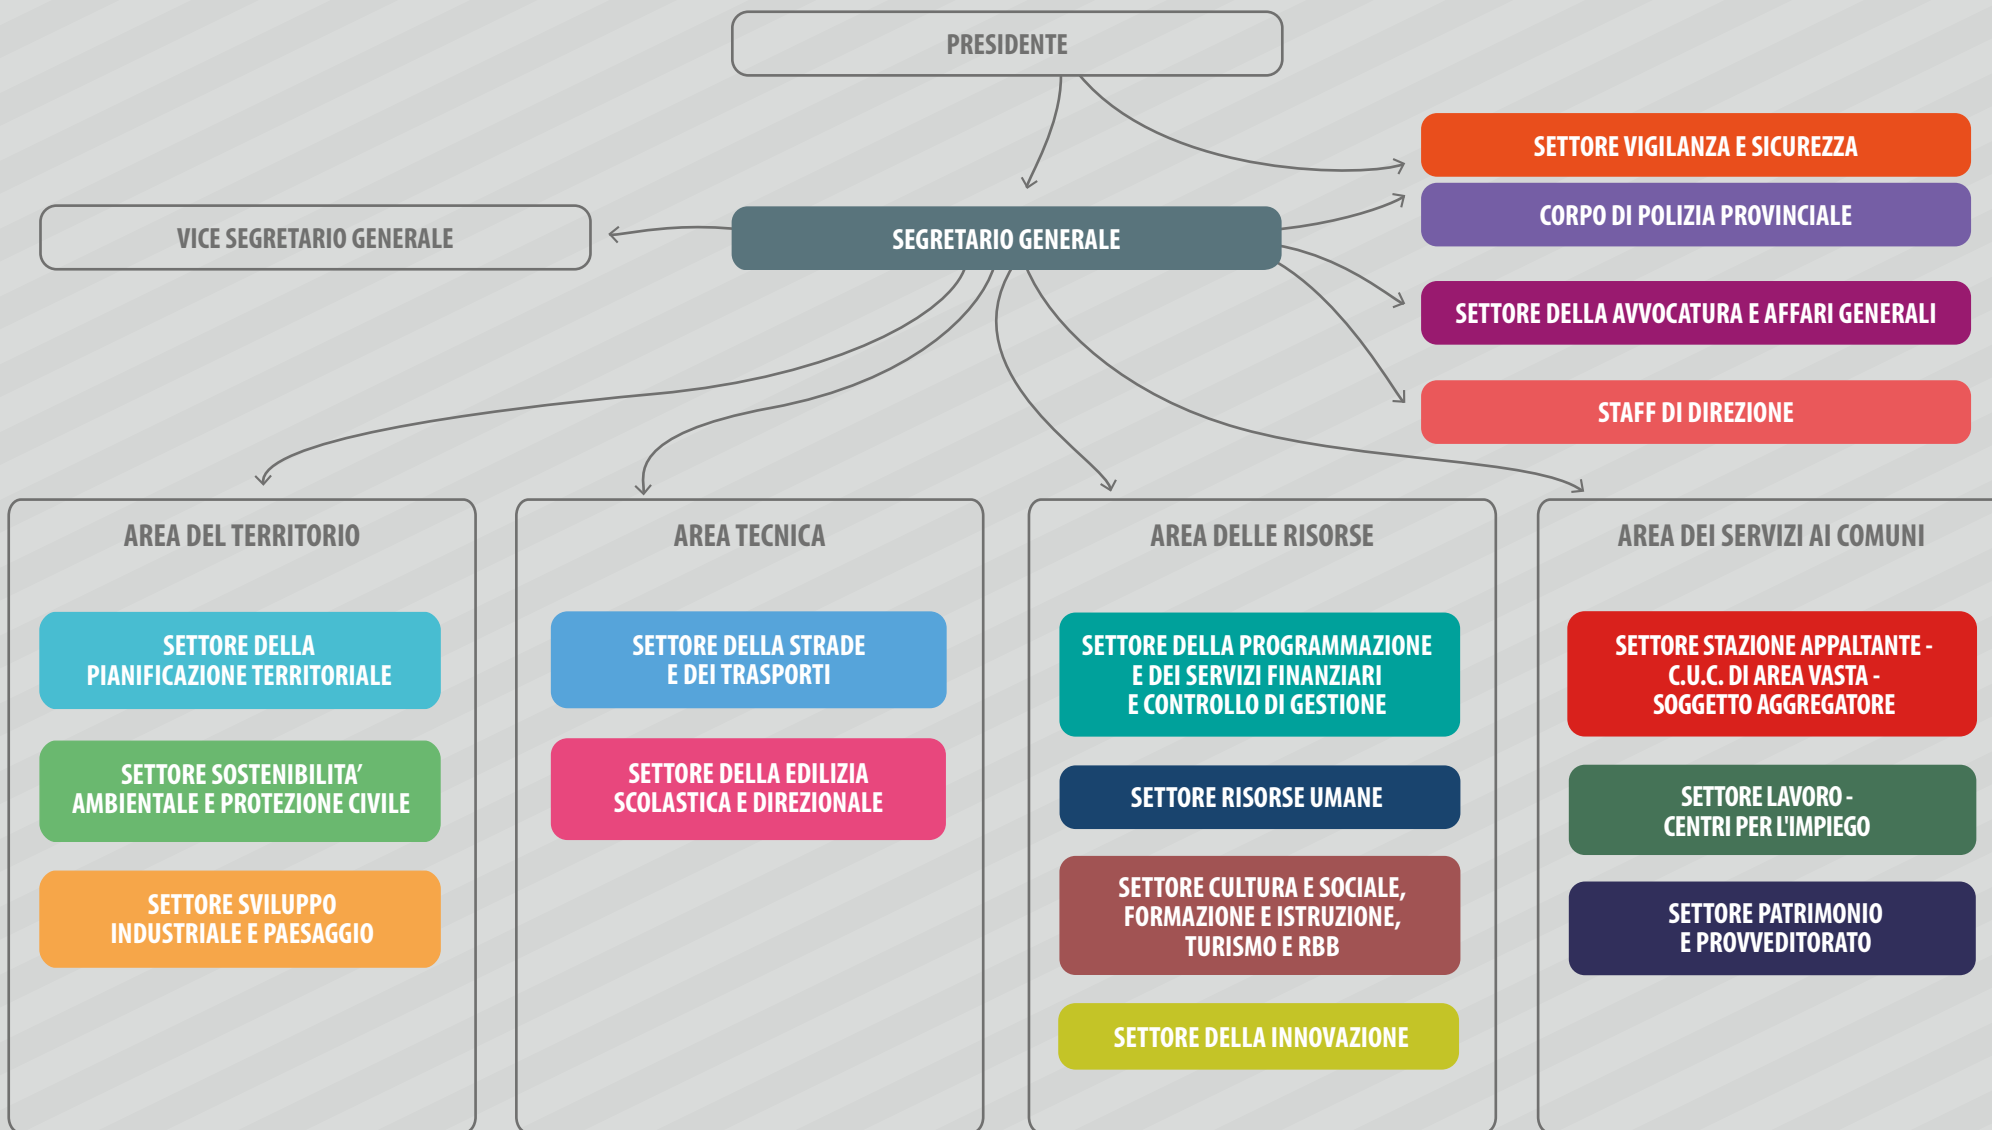 PRESIDENTE
SETTORE VIGILANZA E SICUREZZA
CORPO DI POLIZIA PROVINCIALE
VICE SEGRETARIO GENERALE
SEGRETARIO GENERALE
SETTORE DELLA AVVOCATURA E AFFARI GENERALI
STAFF DI DIREZIONE
AREA DEL TERRITORIO
SETTORE DELLA
PIANIFICAZIONE TERRITORIALE
SETTORE SOSTENIBILITA’
AMBIENTALE E PROTEZIONE CIVILE
SETTORE SVILUPPO
INDUSTRIALE E PAESAGGIO
AREA TECNICA
SETTORE DELLA STRADE
E DEI TRASPORTI
SETTORE DELLA EDILIZIA
SCOLASTICA E DIREZIONALE
AREA DELLE RISORSE
SETTORE DELLA PROGRAMMAZIONE
E DEI SERVIZI FINANZIARI
E CONTROLLO DI GESTIONE
SETTORE RISORSE UMANE
SETTORE CULTURA E SOCIALE,
FORMAZIONE E ISTRUZIONE,
TURISMO E RBB
SETTORE DELLA INNOVAZIONE
AREA DEI SERVIZI AI COMUNI
SETTORE STAZIONE APPALTANTE -
C.U.C. DI AREA VASTA -
SOGGETTO AGGREGATORE
SETTORE LAVORO -
CENTRI PER L'IMPIEGO
SETTORE PATRIMONIO
E PROVVEDITORATO